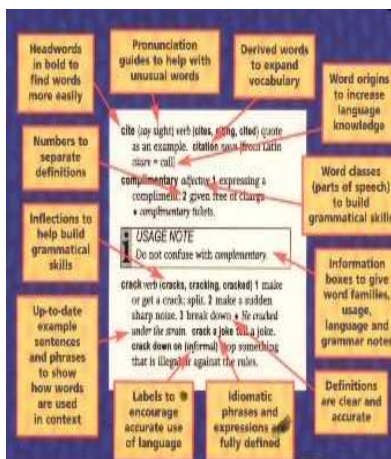 Headwords
in bold to
find words
more easily
Pronunciation
guides to help with
unusual words
Derived words
to expand
vocabulary
Word origins
to increase
language
knowledge
Numbers to
separate
definitions
Word classes
(parts of speech)
to build
grammatical skills
Inflections to help build
grammatical
skills
Information
boxes to give
word families,
usage,
language and
grammar notes
Up-to-date
example
sentences
and phrases
to show
how words
are used
in context
Labels to
encourage
accurate use
of language
Idiomatic
phrases and
expressions are
fully defined
Definitions
are clear and
accurate
cite (say sight) verb (cites, citing, cited) quote
as an example. citation noun (from Latin
= call)
complimentary adjective 1 expressing a
compliment. 2 given free of charge
• complimentary tickets.
USAGE NOTE
Do not confuse with complementary.
crack verb (cracks, cracking, cracked) 1 make
or get a crack; split. 2 make a sudden
sharp noise. 3 break down • He cracked
under the strain. crack a joke tell a joke.
crack down on (informal) stop something
that is illegal or against the rules.